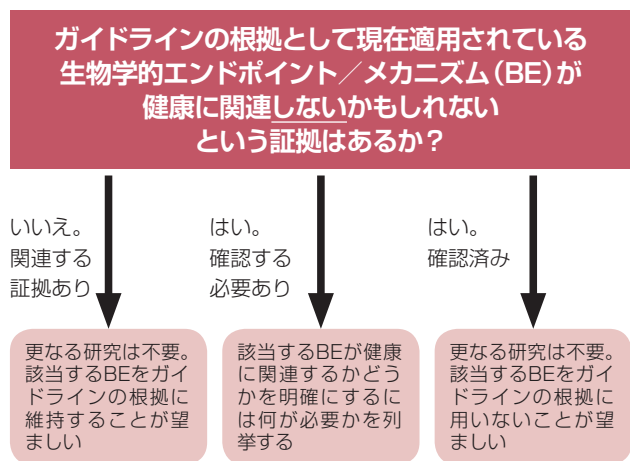 ガイドラインの根拠として現在適用されている
生物学的エンドポイント／メカニズム（BE）が
健康に関連しないかもしれない
という証拠はあるか？
いいえ。
関連する
証拠あり
はい。
確認する
必要あり
はい。
確認済み
更なる研究は不要。
該当するBEをガイ
ドラインの根拠に
維持することが望
ましい
該当するBEが健康
に関連するかどう
かを明確にするに
は何が必要かを列
挙する
更なる研究は不要。
該当するBEをガイ
ドラインの根拠に
用いないことが望
ましい